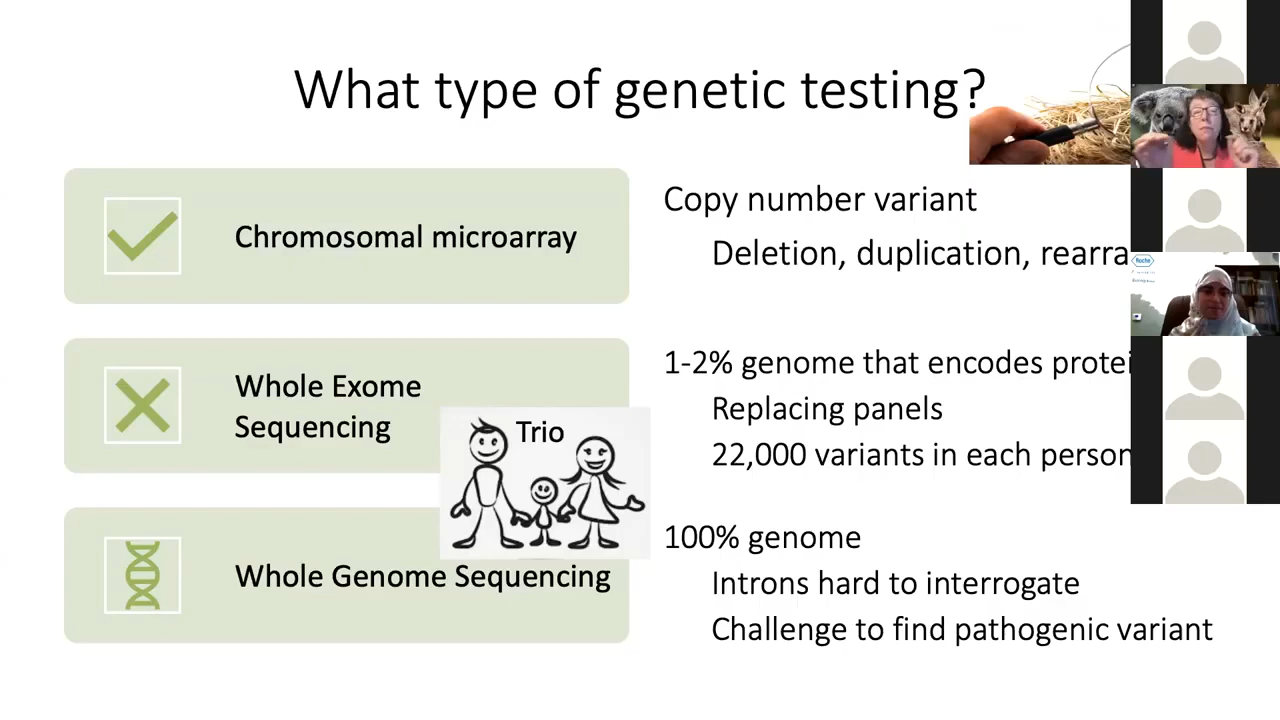 What type of genetic testing?
Chromosomal microarray
Copy number variant
Deletion, duplication, rearra
Whole Exome
Sequencing
Trio
1-2% genome that encodes protei
Replacing panels
22,000 variants in each person
Whole Genome Sequencing
100% genome
Introns hard to interrogate
Challenge to find pathogenic variant
Roche